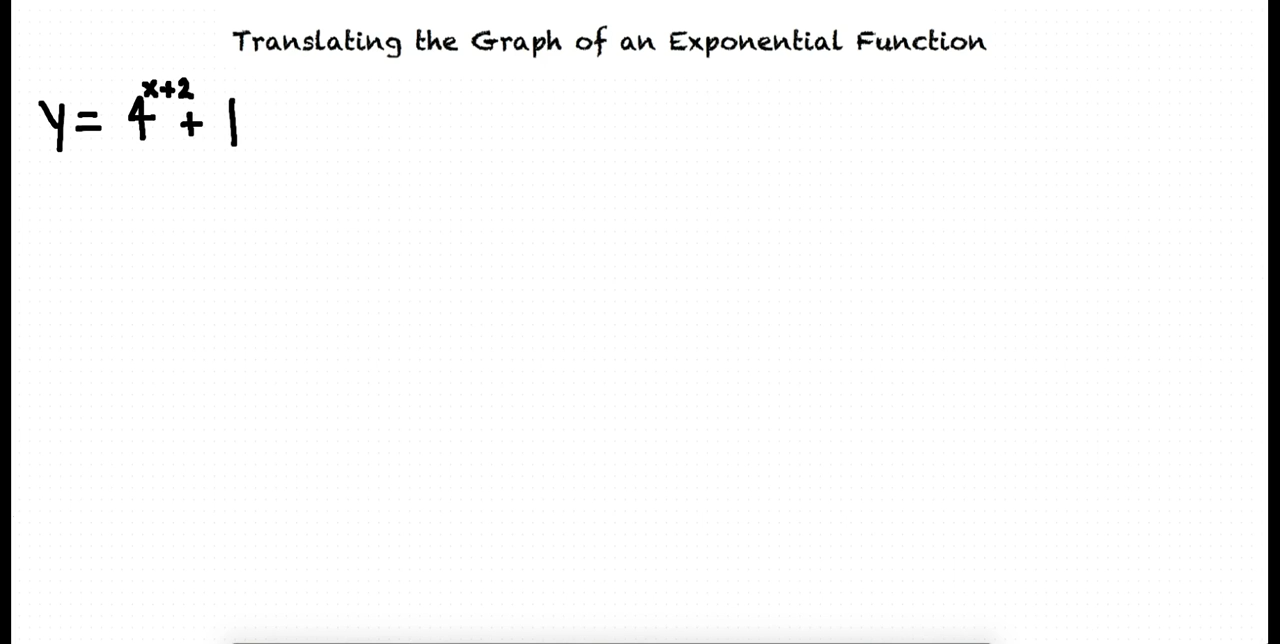 Translating the Graph of an Exponential Function
y = 4^{x+2} + 1